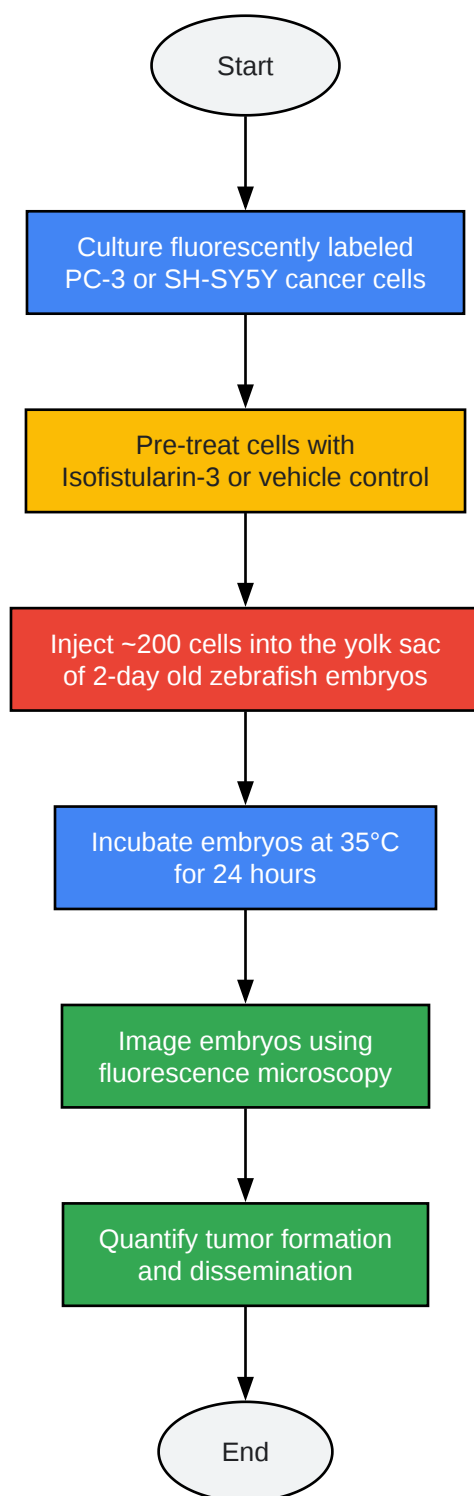 Start
Culture fluorescently labeled
PC-3 or SH-SY5Y cancer cells
Pre-treat cells with
Isofistularin-3 or vehicle control
Inject ~200 cells into the yolk sac
of 2-day old zebrafish embryos
Incubate embryos at 35°C
for 24 hours
Image embryos using
fluorescence microscopy
Quantify tumor formation
and dissemination
End